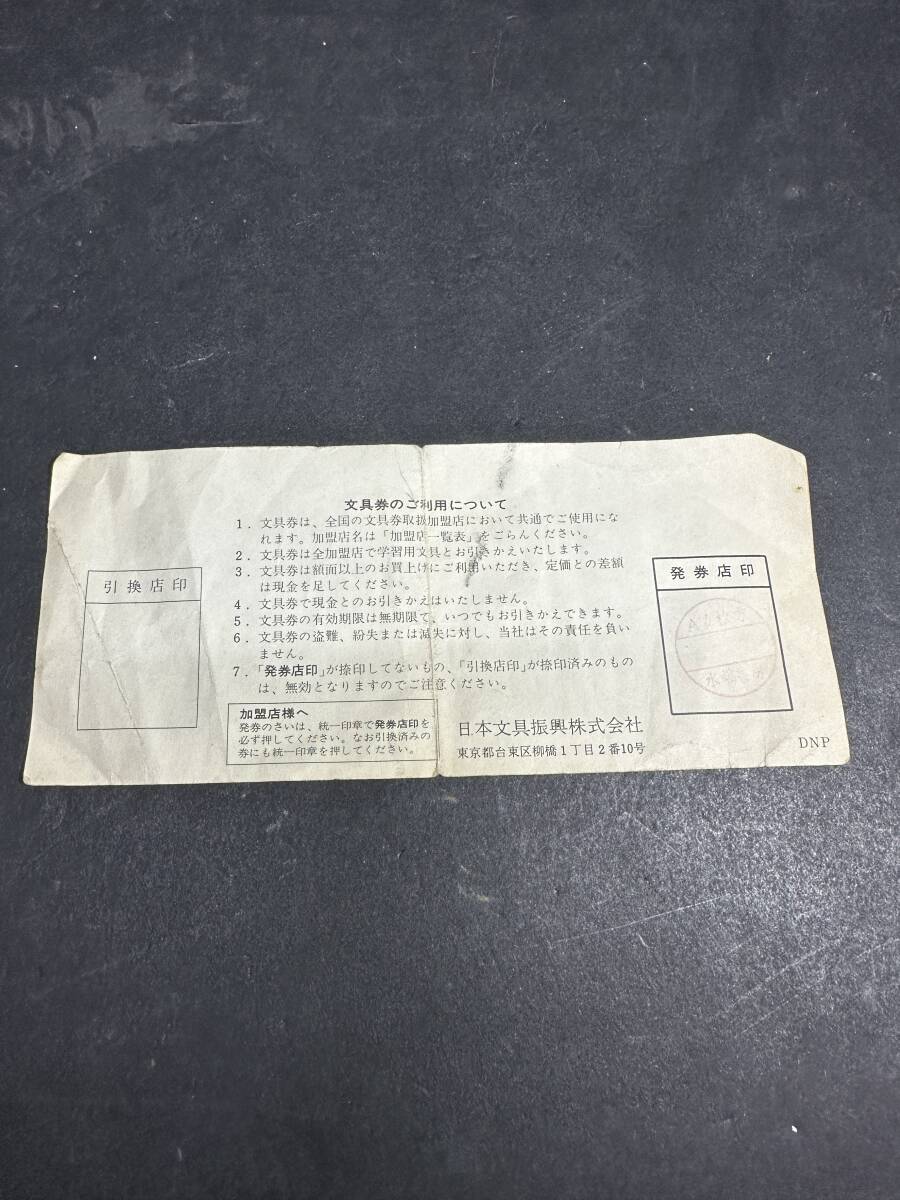 文具券のご利用について
1．文具券は、全国の文具券取扱加盟店において共通でご使用にな
れます。加盟店名は「加盟店一覧表」をごらんください。
2．文具券は全加盟店で学習用文具とお引きかえいたします。
3．文具券は額面以上のお買上げにご利用いただき、定価との差額
は現金を足してください。
4．文具券で現金とのお引きかえはいたしません。
5．文具券の有効期限は無期限で、いつでもお引きかえできます。
6．文具券の盗難、紛失または滅失に対し、当社はその責任を負い
ません。
7．「発券店印」が捺印してないもの、「引換店印」が捺印済みのもの
は、無効となりますのでご注意ください。
引換店印
発券店印
加盟店様へ
発券のさいは、統一印章で発券店印を
必ず押してください。なお引換済みの
券にも統一印章を押してください。
日本文具振興株式会社
東京都台東区柳橋1丁目2番10号
DNP